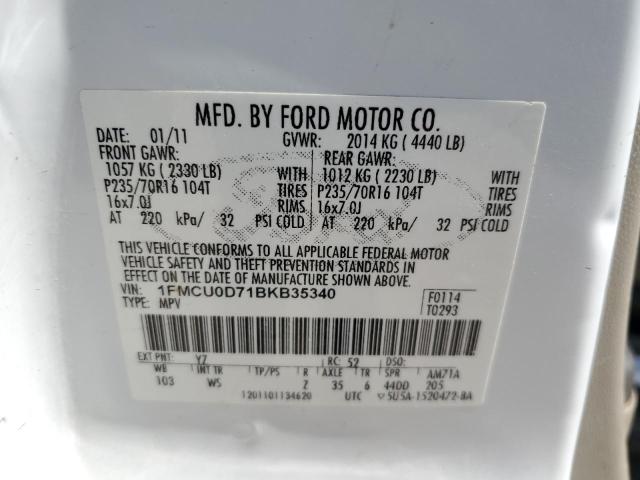 MFD. BY FORD MOTOR CO.
DATE: 01/11 GVWR: 2014 KG ( 4440 LB)
FRONT GAWR: REAR GAWR:
1057 KG ( 2330 LB) WITH 1012 KG ( 2230 LB) WITH
P235/70R16 104T TIRES P235/70R16 104T TIRES
16x7.0J RIMS 16x7.0J RIMS
AT 220 kPa/ 32 PSI COLD AT 220 kPa/ 32 PSI COLD
THIS VEHICLE CONFORMS TO ALL APPLICABLE FEDERAL MOTOR
VEHICLE SAFETY AND THEFT PREVENTION STANDARDS IN
EFFECT ON THE DATE OF MANUFACTURE SHOWN ABOVE.
VIN: 1FMCU0D71BKB35340 F0114
TYPE: MPV T0293
EXT PNT: YZ RC: 52 DSO:
WB INT TR TP/PS R AXLE TR SPR AM71A
103 WS Z 35 6 44DD 205
1201101134620 UTC 5U5A-1520472-BA